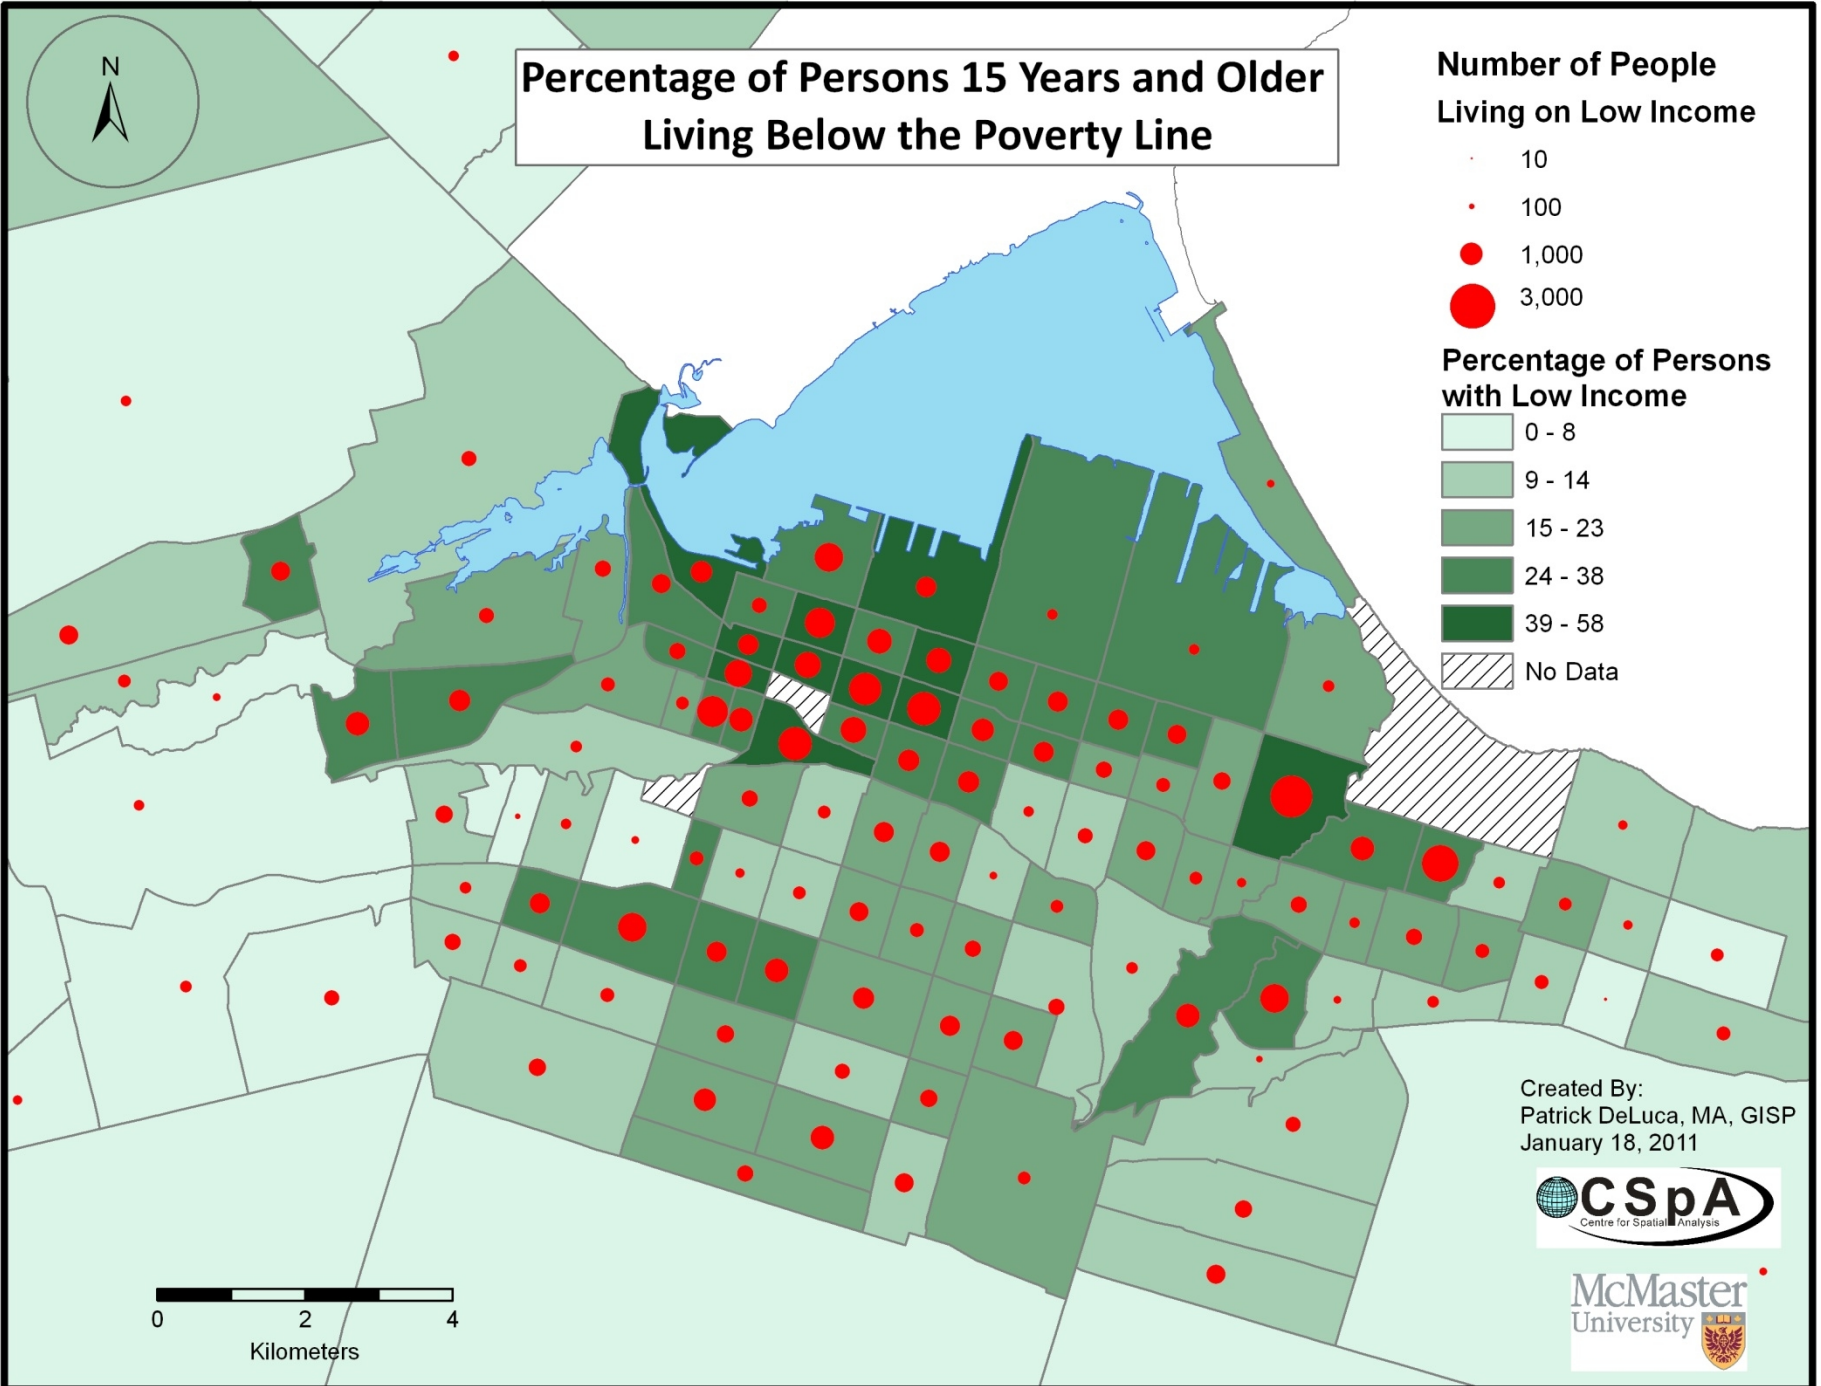 N
Percentage of Persons 15 Years and Older
Living Below the Poverty Line
Number of People
Living on Low Income
10
100
1,000
3,000
Percentage of Persons
with Low Income
0 - 8
9 - 14
15 - 23
24 - 38
39 - 58
No Data
Created By:
Patrick DeLuca, MA, GISP
January 18, 2011
CSpA
Centre for Spatial Analysis
McMaster
University
0 2 4
Kilometers